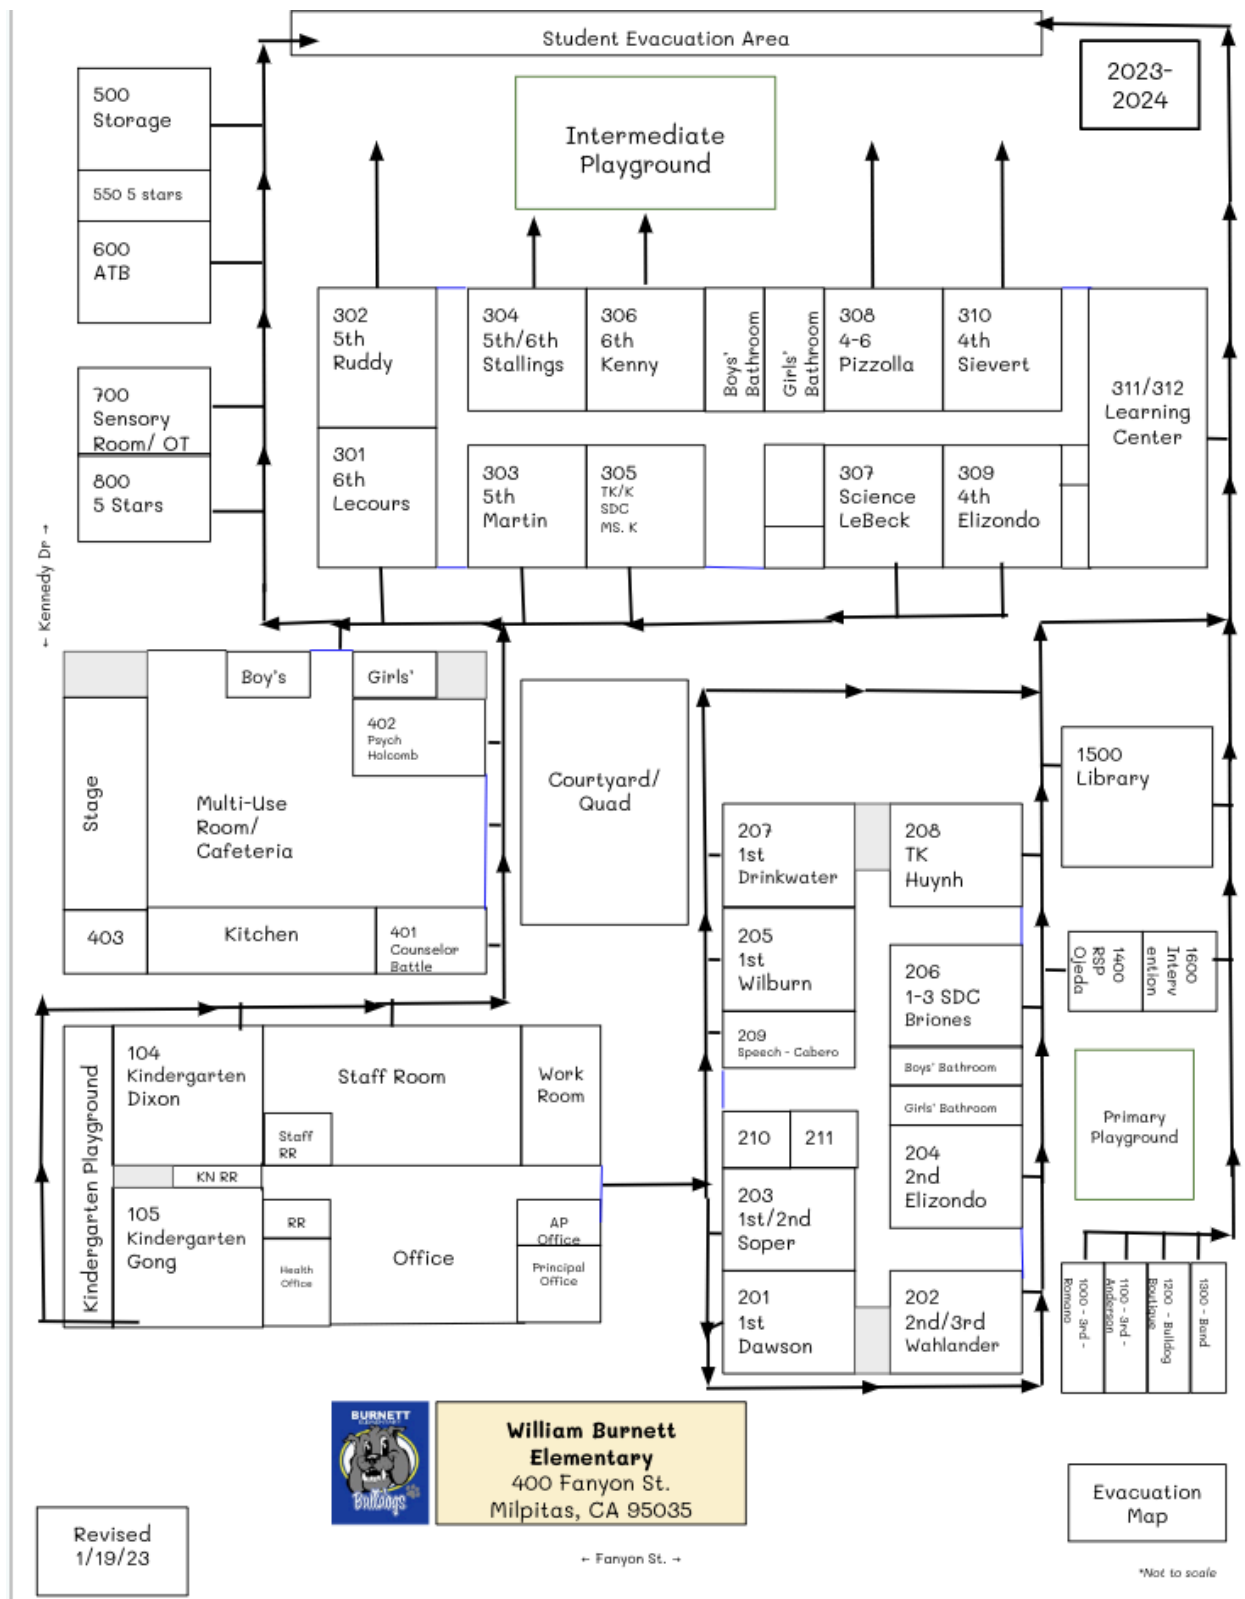 Student Evacuation Area
2023-
2024
500
Storage
550 5 stars
600
ATB
Intermediate
Playground
700
Sensory
Room/ OT
800
5 Stars
302
5th
Ruddy
304
5th/6th
Stallings
306
6th
Kenny
Boys'
Bathroom
Girls'
Bathroom
308
4-6
Pizzolla
310
4th
Sievert
311/312
Learning
Center
301
6th
Lecours
303
5th
Martin
305
TK/K
SDC
MS. K
307
Science
LeBeck
309
4th
Elizondo
← Kennedy Dr →
Boy's
Girls'
402
Psych
Holcomb
Stage
Multi-Use
Room/
Cafeteria
403
Kitchen
401
Counselor
Battle
Courtyard/
Quad
207
1st
Drinkwater
208
TK
Huynh
1500
Library
205
1st
Wilburn
206
1-3 SDC
Briones
1400
RSP
Ojeda
1600
Interv
ention
209
Speech - Cabero
Boys' Bathroom
Girls' Bathroom
Primary
Playground
210
211
203
1st/2nd
Soper
204
2nd
Elizondo
201
1st
Dawson
202
2nd/3rd
Wahlander
1000 - 3rd -
Romano
1100 - 3rd -
Anderson
1200 - Bulldog
Boutique
1300 - Band
Kindergarten Playground
104
Kindergarten
Dixon
Staff Room
Work
Room
Staff
RR
KN RR
105
Kindergarten
Gong
RR
Health
Office
Office
AP
Office
Principal
Office
BURNETT
ELEMENTARY
Bulldogs
William Burnett
Elementary
400 Fanyon St.
Milpitas, CA 95035
Evacuation
Map
Revised
1/19/23
← Fanyon St. →
*Not to scale